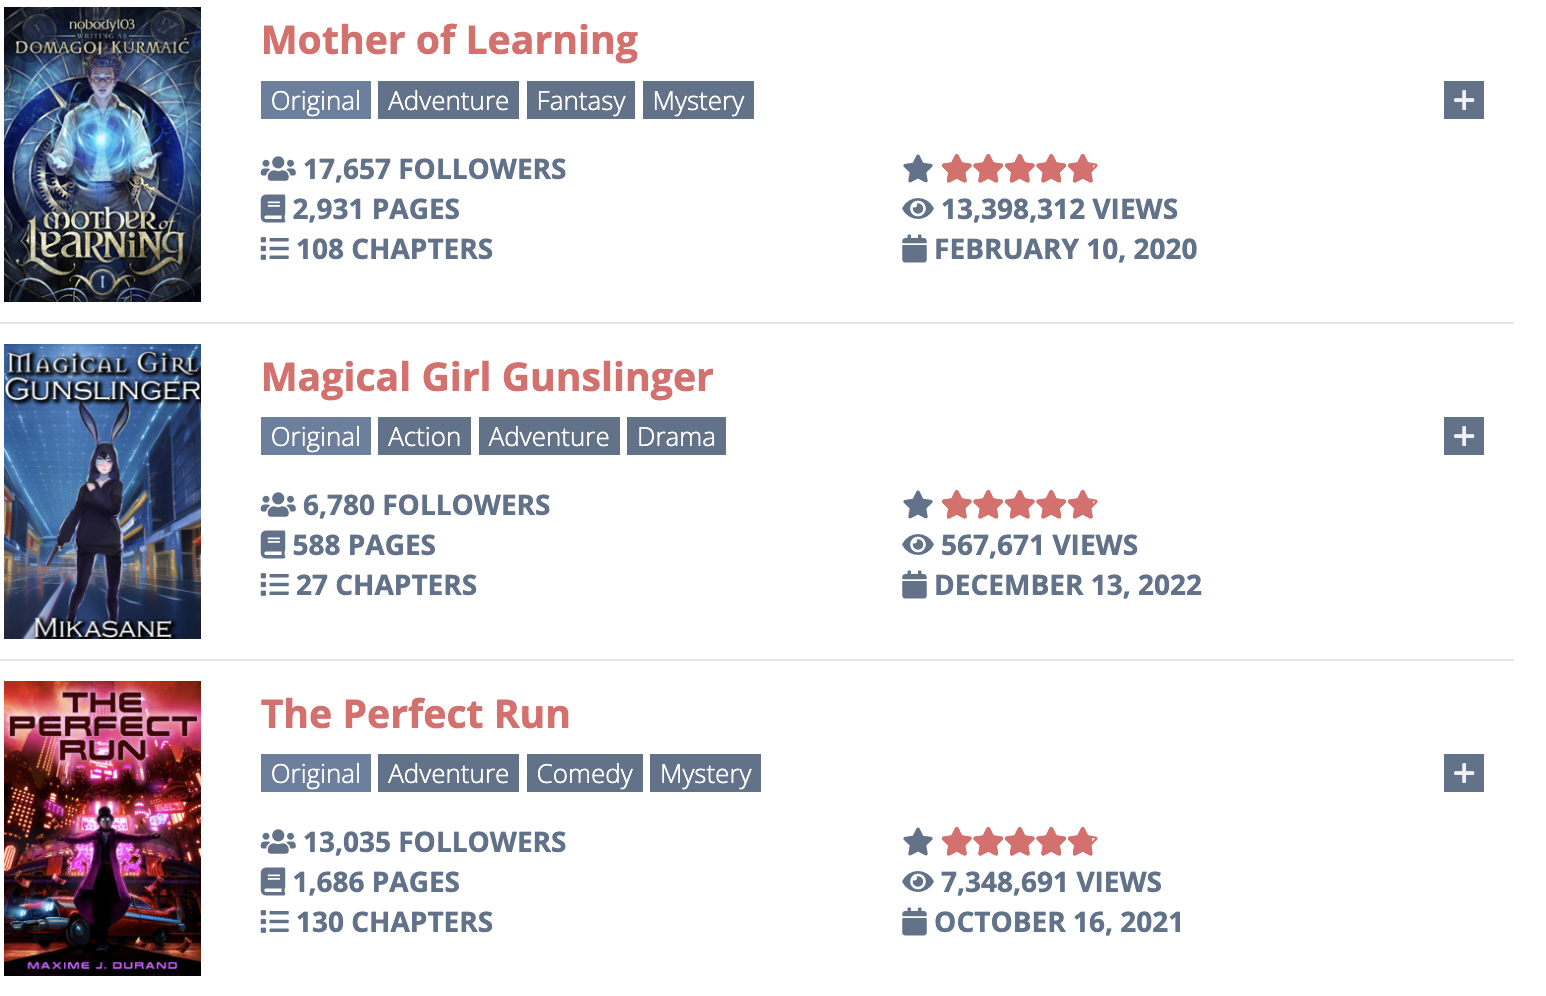 nobody103
WRITING AS
DOMAGOJ KURMAIĆ
mother of
Learning
I
Mother of Learning
Original Adventure Fantasy Mystery
17,657 FOLLOWERS
2,931 PAGES
13,398,312 VIEWS
108 CHAPTERS
FEBRUARY 10, 2020
MAGICAL GIRL
GUNSLINGER
MIKASANE
Magical Girl Gunslinger
Original Action Adventure Drama
6,780 FOLLOWERS
588 PAGES
567,671 VIEWS
27 CHAPTERS
DECEMBER 13, 2022
THE
PERFECT
RUN
MAXIME J. DURAND
The Perfect Run
Original Adventure Comedy Mystery
13,035 FOLLOWERS
1,686 PAGES
7,348,691 VIEWS
130 CHAPTERS
OCTOBER 16, 2021